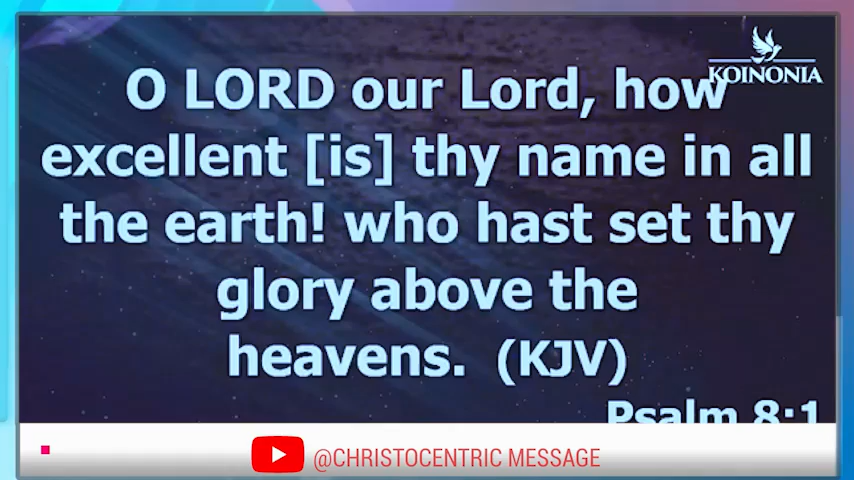 KOINONIA
O LORD our Lord, how
excellent [is] thy name in all
the earth! who hast set thy
glory above the
heavens. (KJV)
Psalm 8:1
@CHRISTOCENTRIC MESSAGE